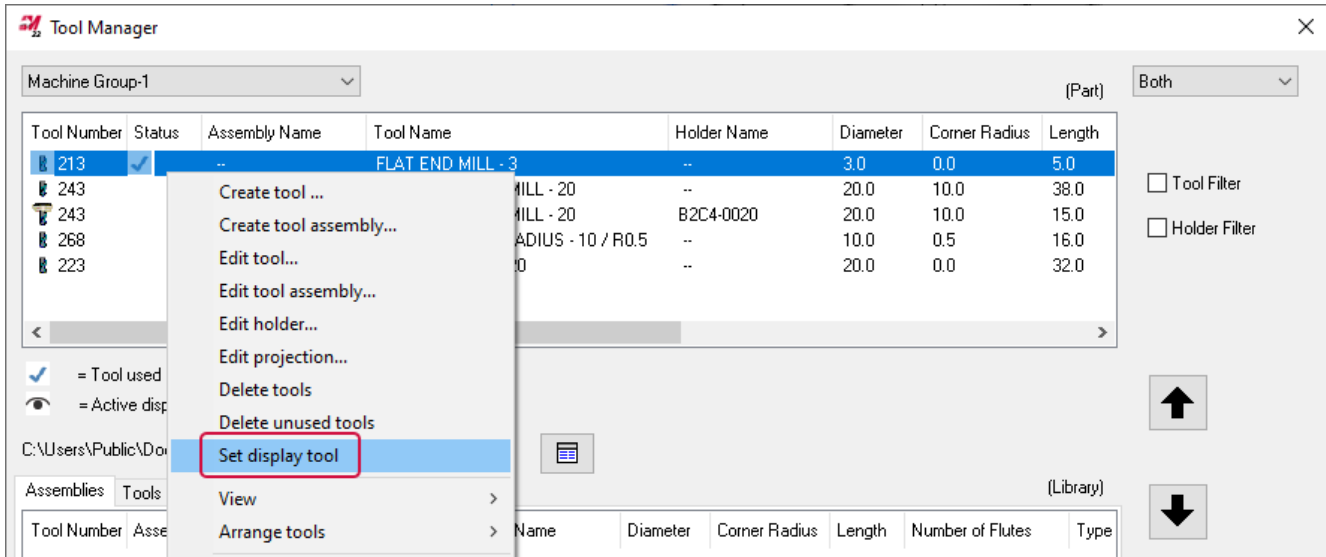 22 Tool Manager
Machine Group-1
(Part)
Both
Tool Number Status Assembly Name Tool Name Holder Name Diameter Corner Radius Length
213 -- FLAT END MILL - 3 -- 3.0 0.0 5.0
243 MILL - 20 -- 20.0 10.0 38.0
243 MILL - 20 B2C4-0020 20.0 10.0 15.0
268 ADIUS - 10 / R0.5 -- 10.0 0.5 16.0
223 -- 20.0 0.0 32.0
Tool Filter
Holder Filter
Create tool ...
Create tool assembly...
Edit tool...
Edit tool assembly...
Edit holder...
Edit projection...
Delete tools
Delete unused tools
Set display tool
View
Arrange tools
= Tool used
= Active disp
C:\Users\Public\Do
Assemblies Tools
(Library)
Tool Number Asse Name Diameter Corner Radius Length Number of Flutes Type